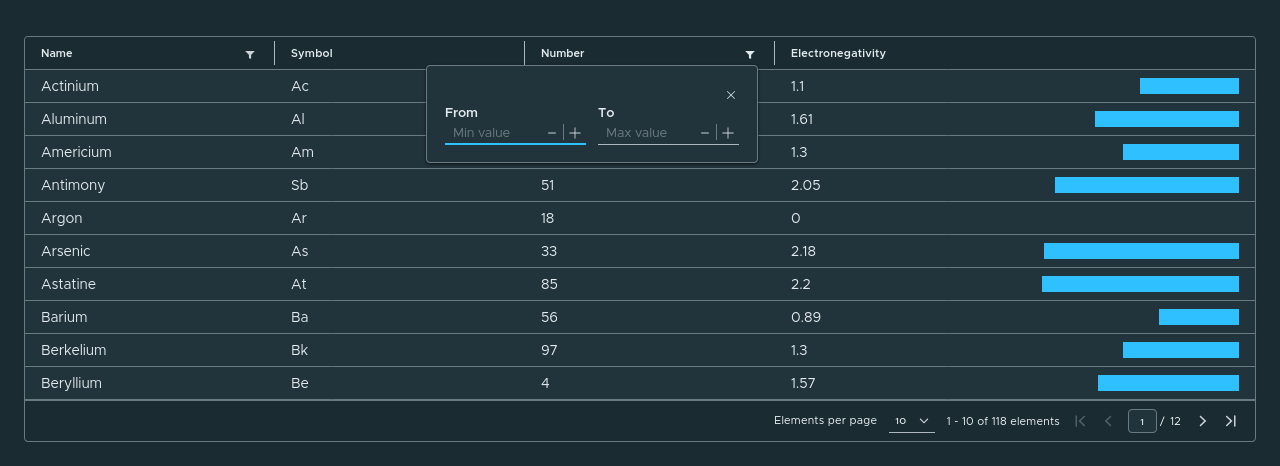 Name Symbol Number Electronegativity
Actinium Ac 1.1
From To
Min value Max value
Aluminum Al 1.61
Americium Am 1.3
Antimony Sb 51 2.05
Argon Ar 18 0
Arsenic As 33 2.18
Astatine At 85 2.2
Barium Ba 56 0.89
Berkelium Bk 97 1.3
Beryllium Be 4 1.57
Elements per page 10 1 - 10 of 118 elements 1 / 12